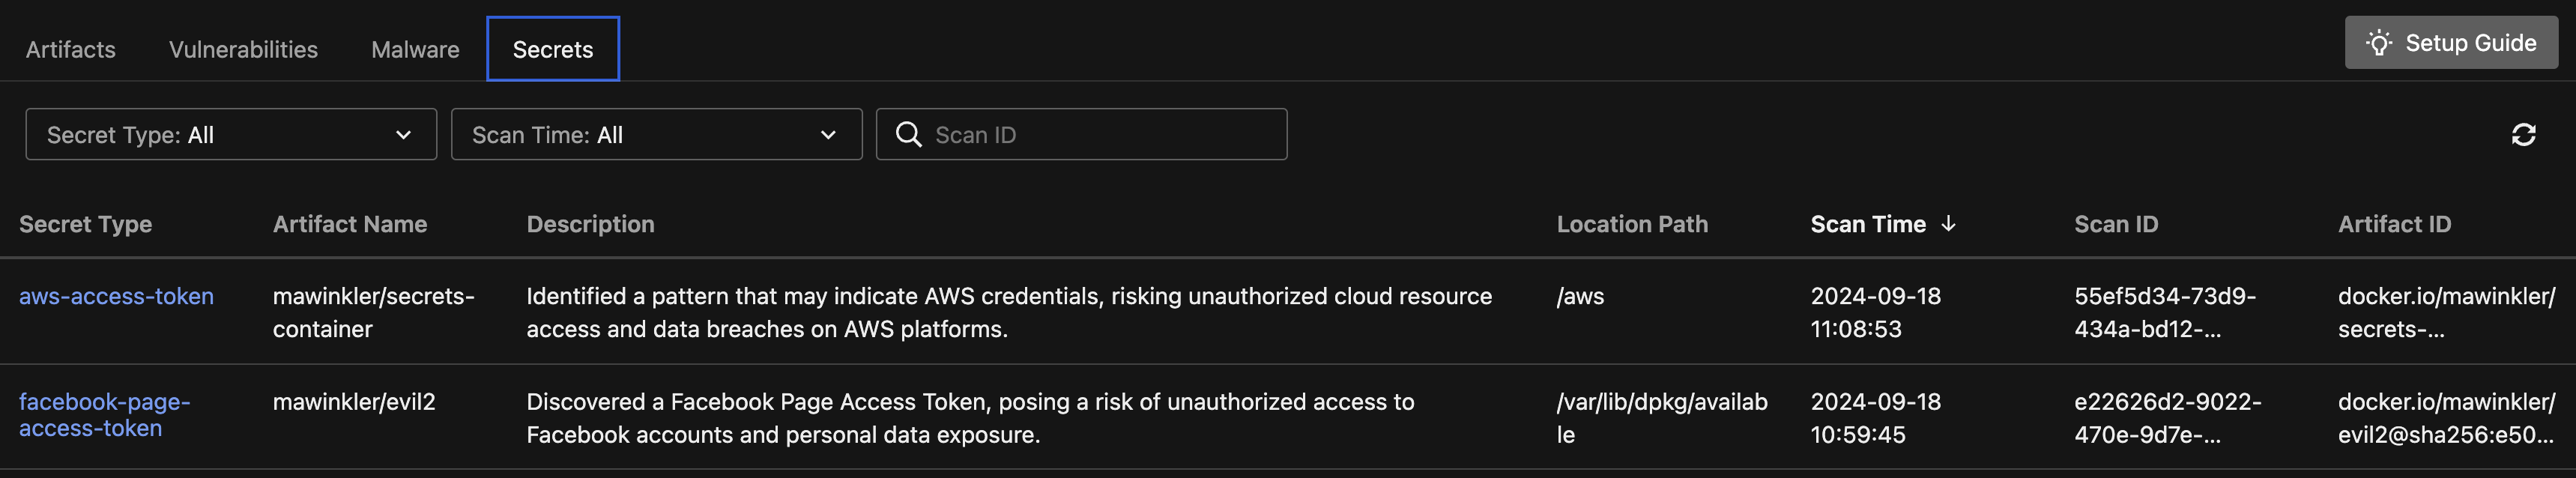 Artifacts Vulnerabilities Malware Secrets Setup Guide
Secret Type: All Scan Time: All Scan ID
Secret Type Artifact Name Description Location Path Scan Time ↓ Scan ID Artifact ID
aws-access-token mawinkler/secrets- Identified a pattern that may indicate AWS credentials, risking unauthorized cloud resource /aws 2024-09-18 55ef5d34-73d9- docker.io/mawinkler/
container access and data breaches on AWS platforms. 11:08:53 434a-bd12-... secrets-...
facebook-page- mawinkler/evil2 Discovered a Facebook Page Access Token, posing a risk of unauthorized access to /var/lib/dpkg/availab 2024-09-18 e22626d2-9022- docker.io/mawinkler/
access-token Facebook accounts and personal data exposure. le 10:59:45 470e-9d7e-... evil2@sha256:e50...